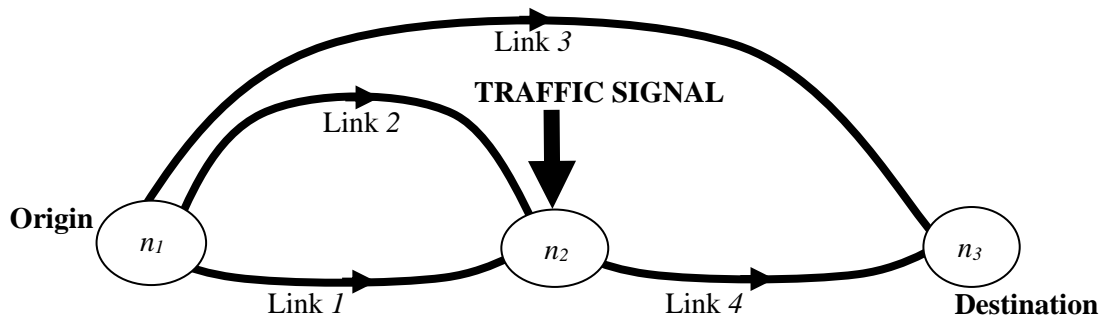 Link 3
TRAFFIC SIGNAL
Link 2
Origin
n1
n2
n3
Link 1
Link 4
Destination